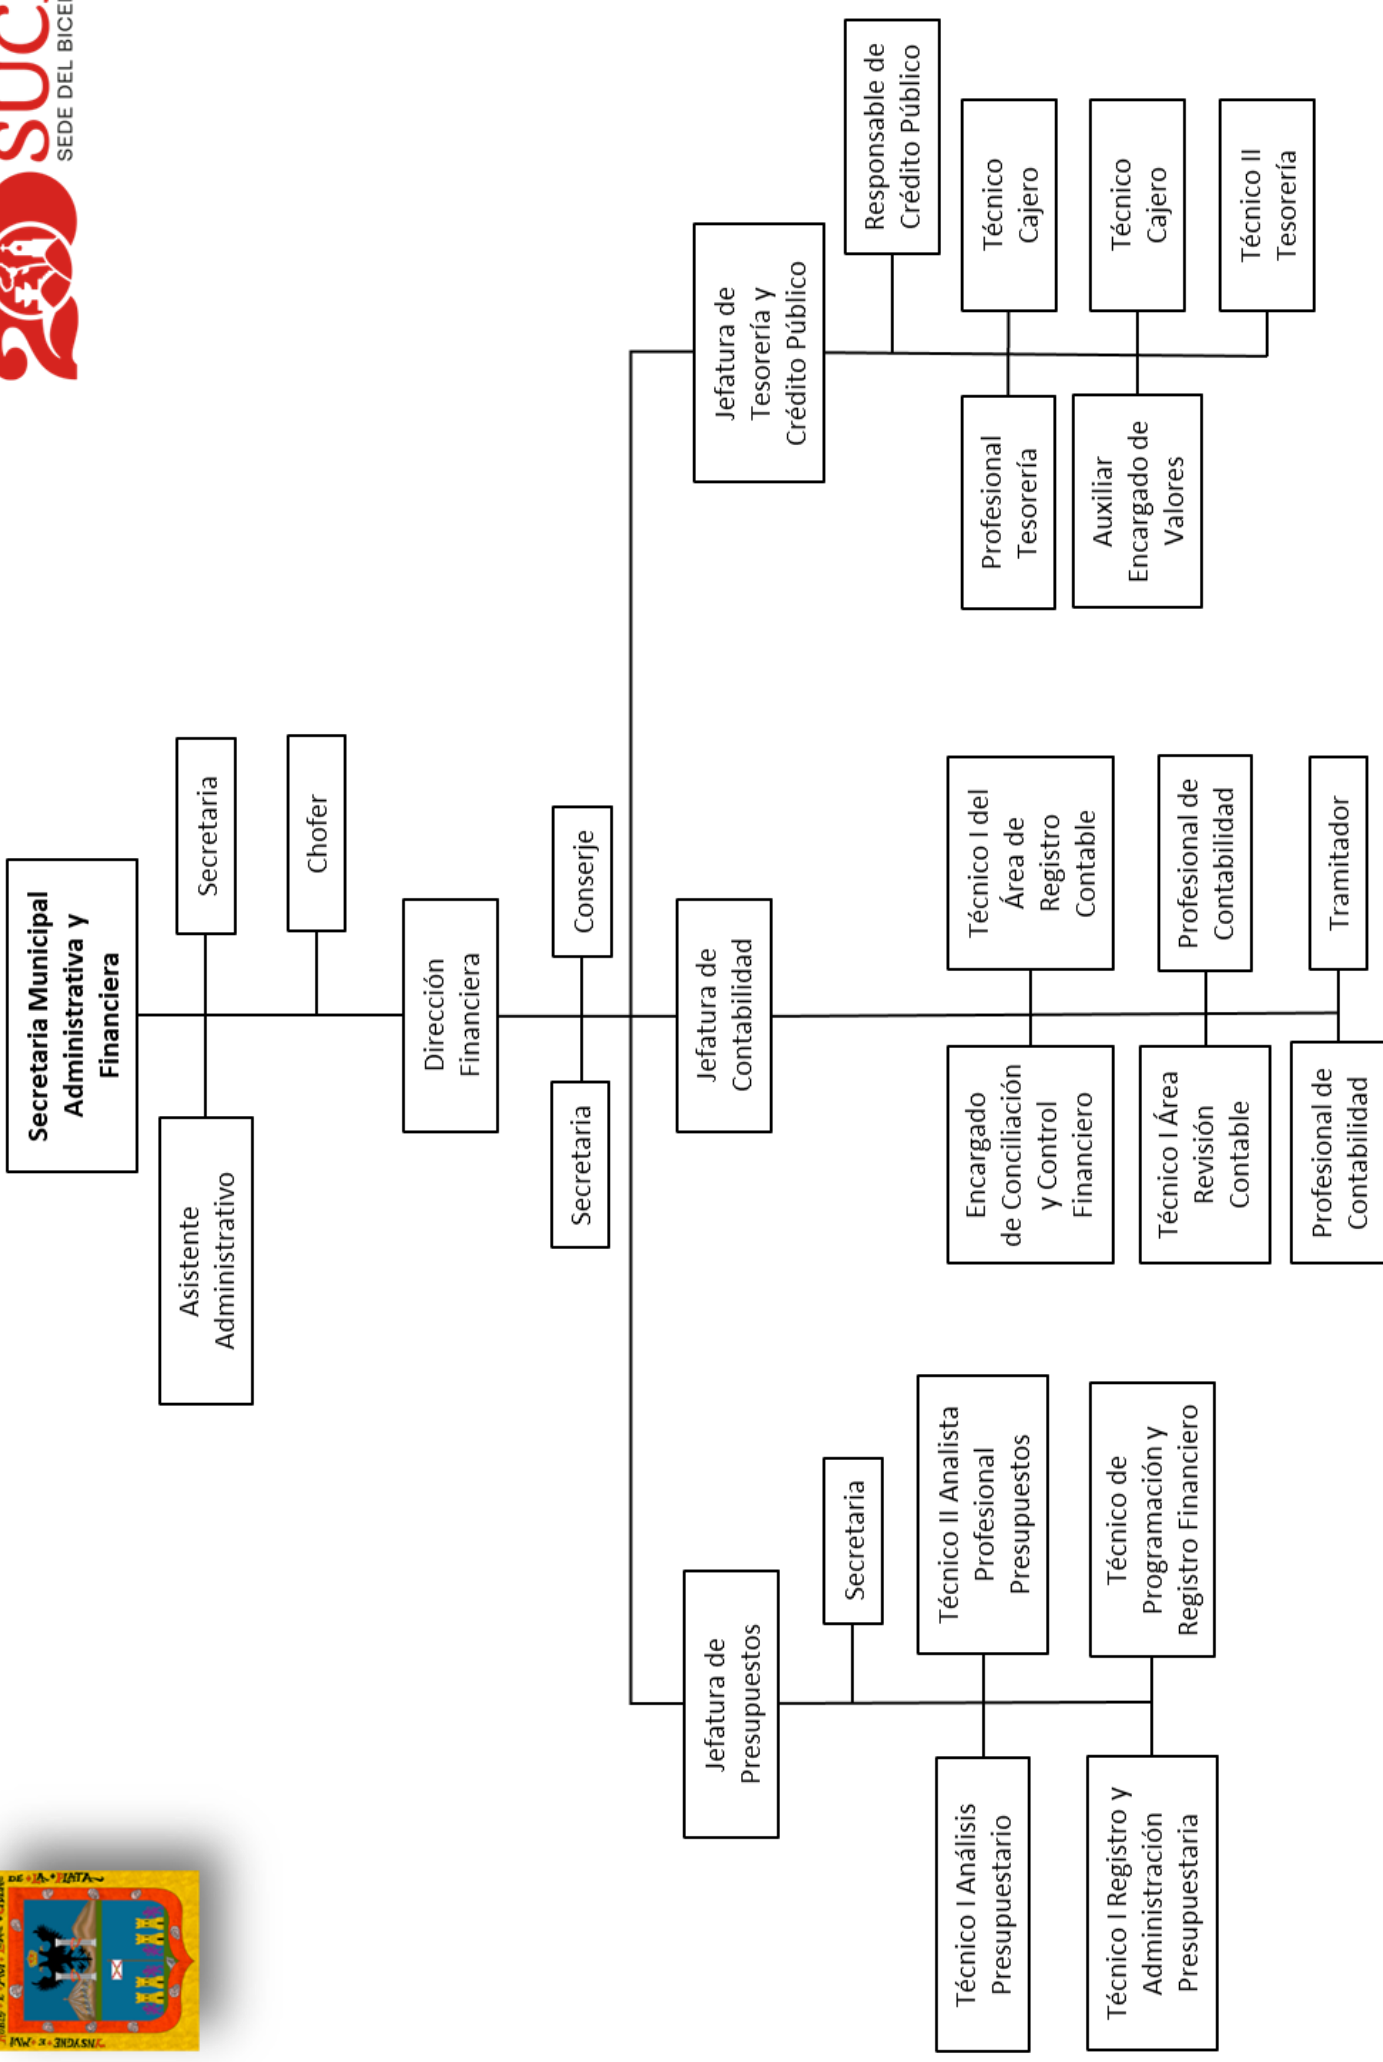 SUC
SEDE DEL BICE
DE LA PLATA
Secretaria Municipal
Administrativa y
Financiera
Asistente
Administrativo
Secretaria
Chofer
Dirección
Financiera
Secretaria
Conserje
Jefatura de
Presupuestos
Secretaria
Técnico I Análisis
Presupuestario
Técnico II Analista
Profesional
Presupuestos
Técnico I Registro y
Administración
Presupuestaria
Técnico de
Programación y
Registro Financiero
Jefatura de
Contabilidad
Encargado
de Conciliación
y Control
Financiero
Técnico I del
Área de
Registro
Contable
Técnico I Área
Revisión
Contable
Profesional de
Contabilidad
Profesional de
Contabilidad
Tramitador
Jefatura de
Tesorería y
Crédito Público
Responsable de
Crédito Público
Profesional
Tesorería
Técnico
Cajero
Auxiliar
Encargado de
Valores
Técnico
Cajero
Técnico II
Tesorería